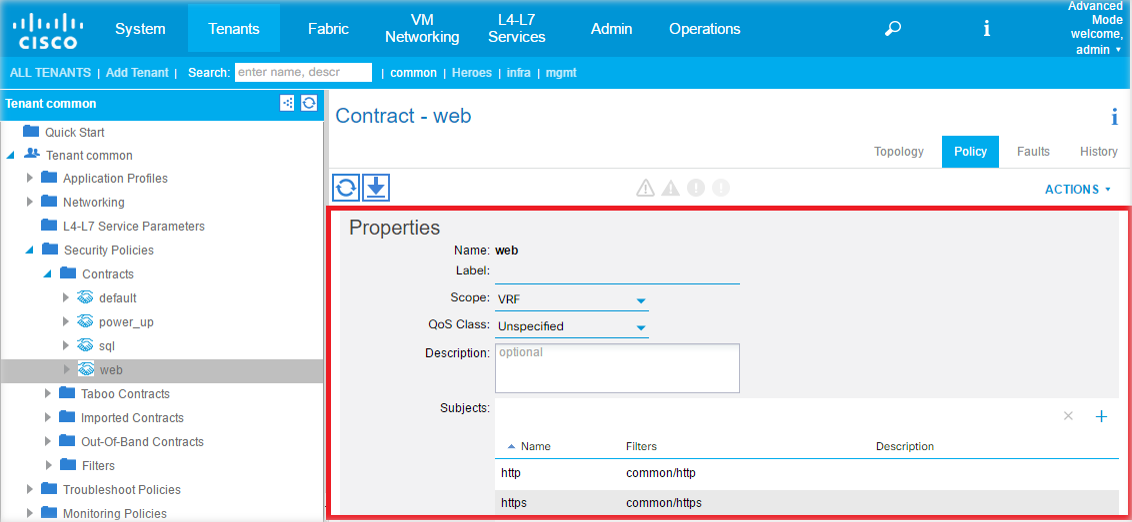 CISCO
System
Tenants
Fabric
VM
Networking
L4-L7
Services
Admin
Operations
i
Advanced
Mode
welcome,
admin
ALL TENANTS | Add Tenant | Search: enter name, descr | common | Heroes | infra | mgmt
Tenant common
Quick Start
Tenant common
Application Profiles
Networking
L4-L7 Service Parameters
Security Policies
Contracts
default
power_up
sql
web
Taboo Contracts
Imported Contracts
Out-Of-Band Contracts
Filters
Troubleshoot Policies
Monitoring Policies
Contract - web
i
Topology Policy Faults History
ACTIONS
Properties
Name: web
Label:
Scope: VRF
QoS Class: Unspecified
Description: optional
Subjects:
Name Filters Description
http common/http
https common/https